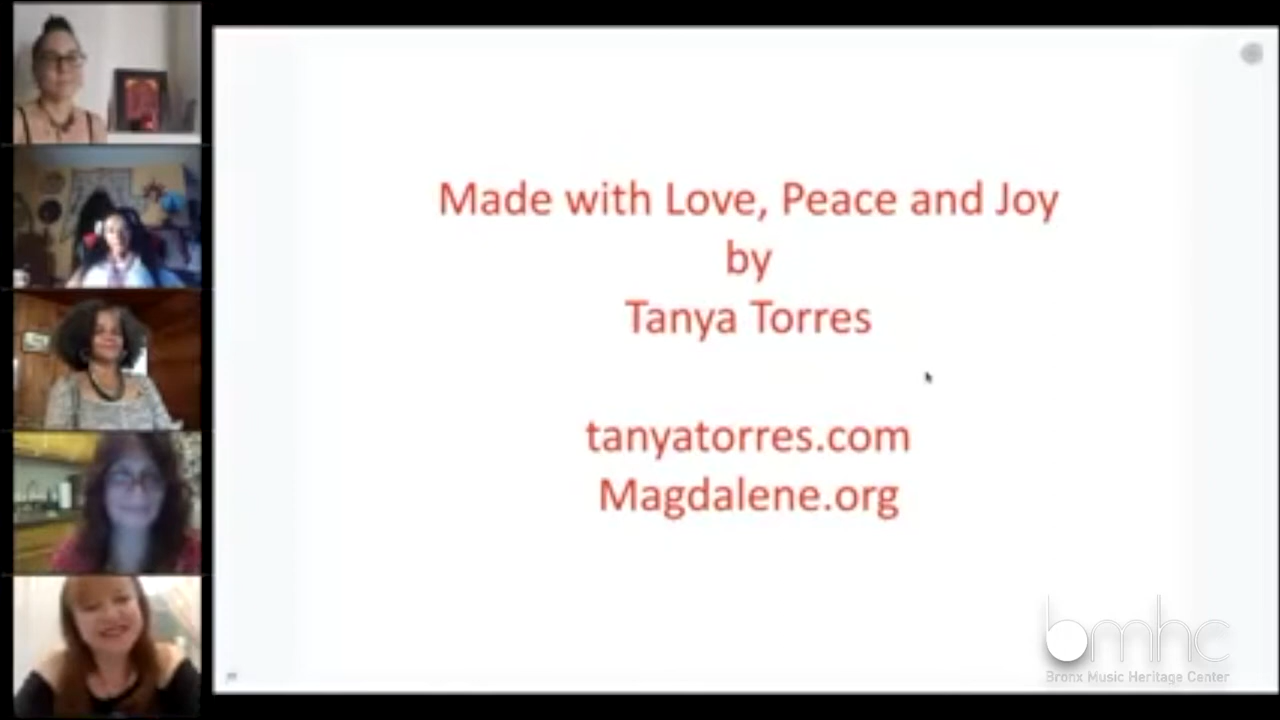 Made with Love, Peace and Joy
by
Tanya Torres
tanyatorres.com
Magdalene.org
bmhc
Bronx Music Heritage Center